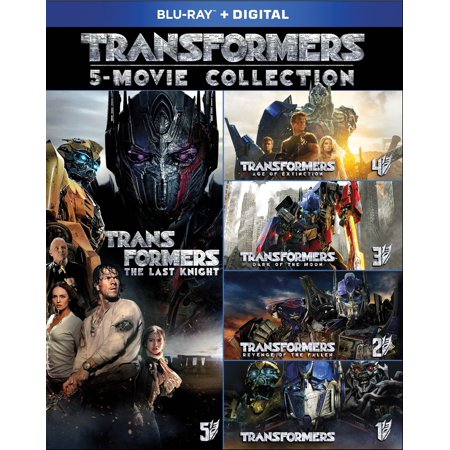 BLU-RAY™ + DIGITAL
TRANSFORMERS
5-MOVIE COLLECTION
TRANS
FORMERS
THE LAST KNIGHT
5
TRANSFORMERS
AGE OF EXTINCTION
4
TRANSFORMERS
DARK OF THE MOON
3
TRANSFORMERS
REVENGE OF THE FALLEN
2
TRANSFORMERS
1